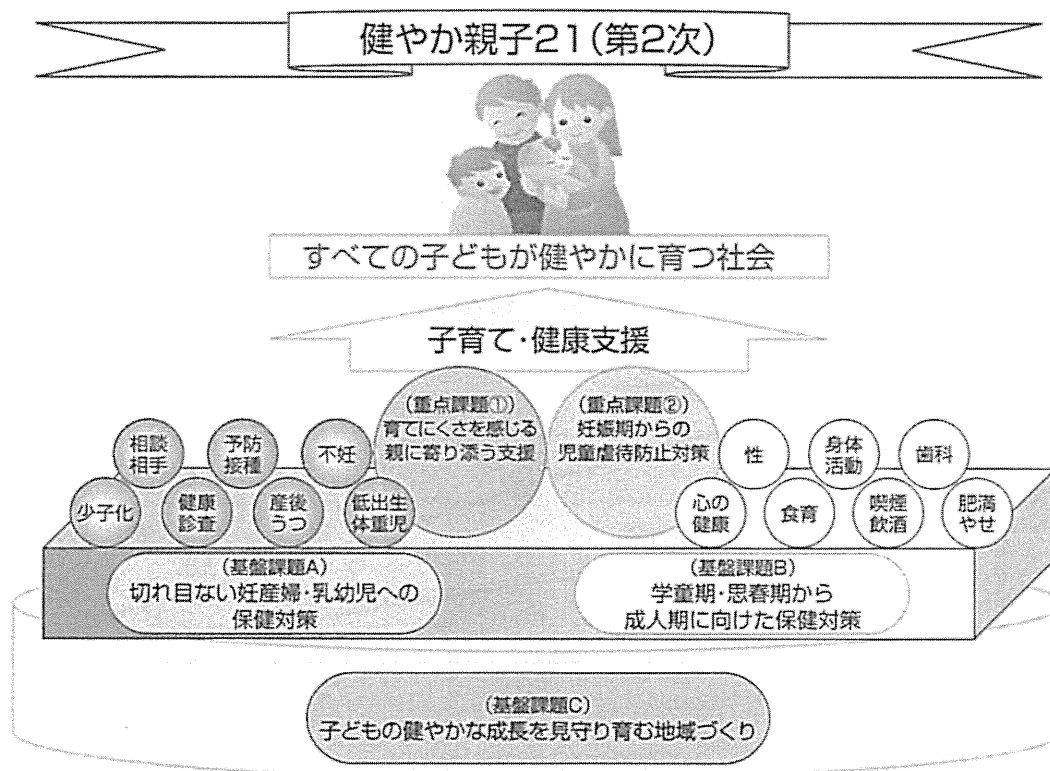 健やか親子21(第2次)
すべての子どもが健やかに育つ社会
子育て・健康支援
(重点課題①)
育てにくさを感じる
親に寄り添う支援
(重点課題②)
妊娠期からの
児童虐待防止対策
相談
相手
予防
接種
不妊
少子化
健康
診査
産後
うつ
低出生
体重児
性
身体
活動
歯科
心の
健康
食育
喫煙
飲酒
肥満
やせ
(基盤課題A)
切れ目ない妊産婦・乳幼児への
保健対策
(基盤課題B)
学童期・思春期から
成人期に向けた保健対策
(基盤課題C)
子どもの健やかな成長を見守り育む地域づくり